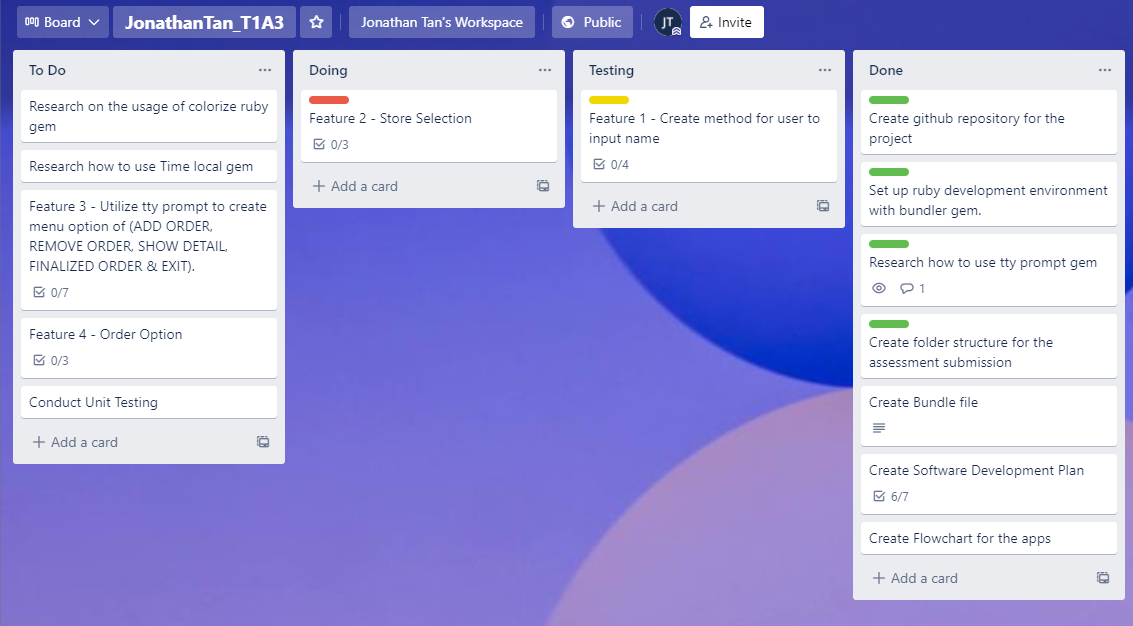 Board
JonathanTan_T1A3
Jonathan Tan's Workspace
Public
JT
Invite
To Do
Research on the usage of colorize ruby
gem
Research how to use Time local gem
Feature 3 - Utilize tty prompt to create
menu option of (ADD ORDER,
REMOVE ORDER, SHOW DETAIL,
FINALIZED ORDER & EXIT).
0/7
Feature 4 - Order Option
0/3
Conduct Unit Testing
Add a card
Doing
Feature 2 - Store Selection
0/3
Add a card
Testing
Feature 1 - Create method for user to
input name
0/4
Add a card
Done
Create github repository for the
project
Set up ruby development environment
with bundler gem.
Research how to use tty prompt gem
1
Create folder structure for the
assessment submission
Create Bundle file
Create Software Development Plan
6/7
Create Flowchart for the apps
Add a card